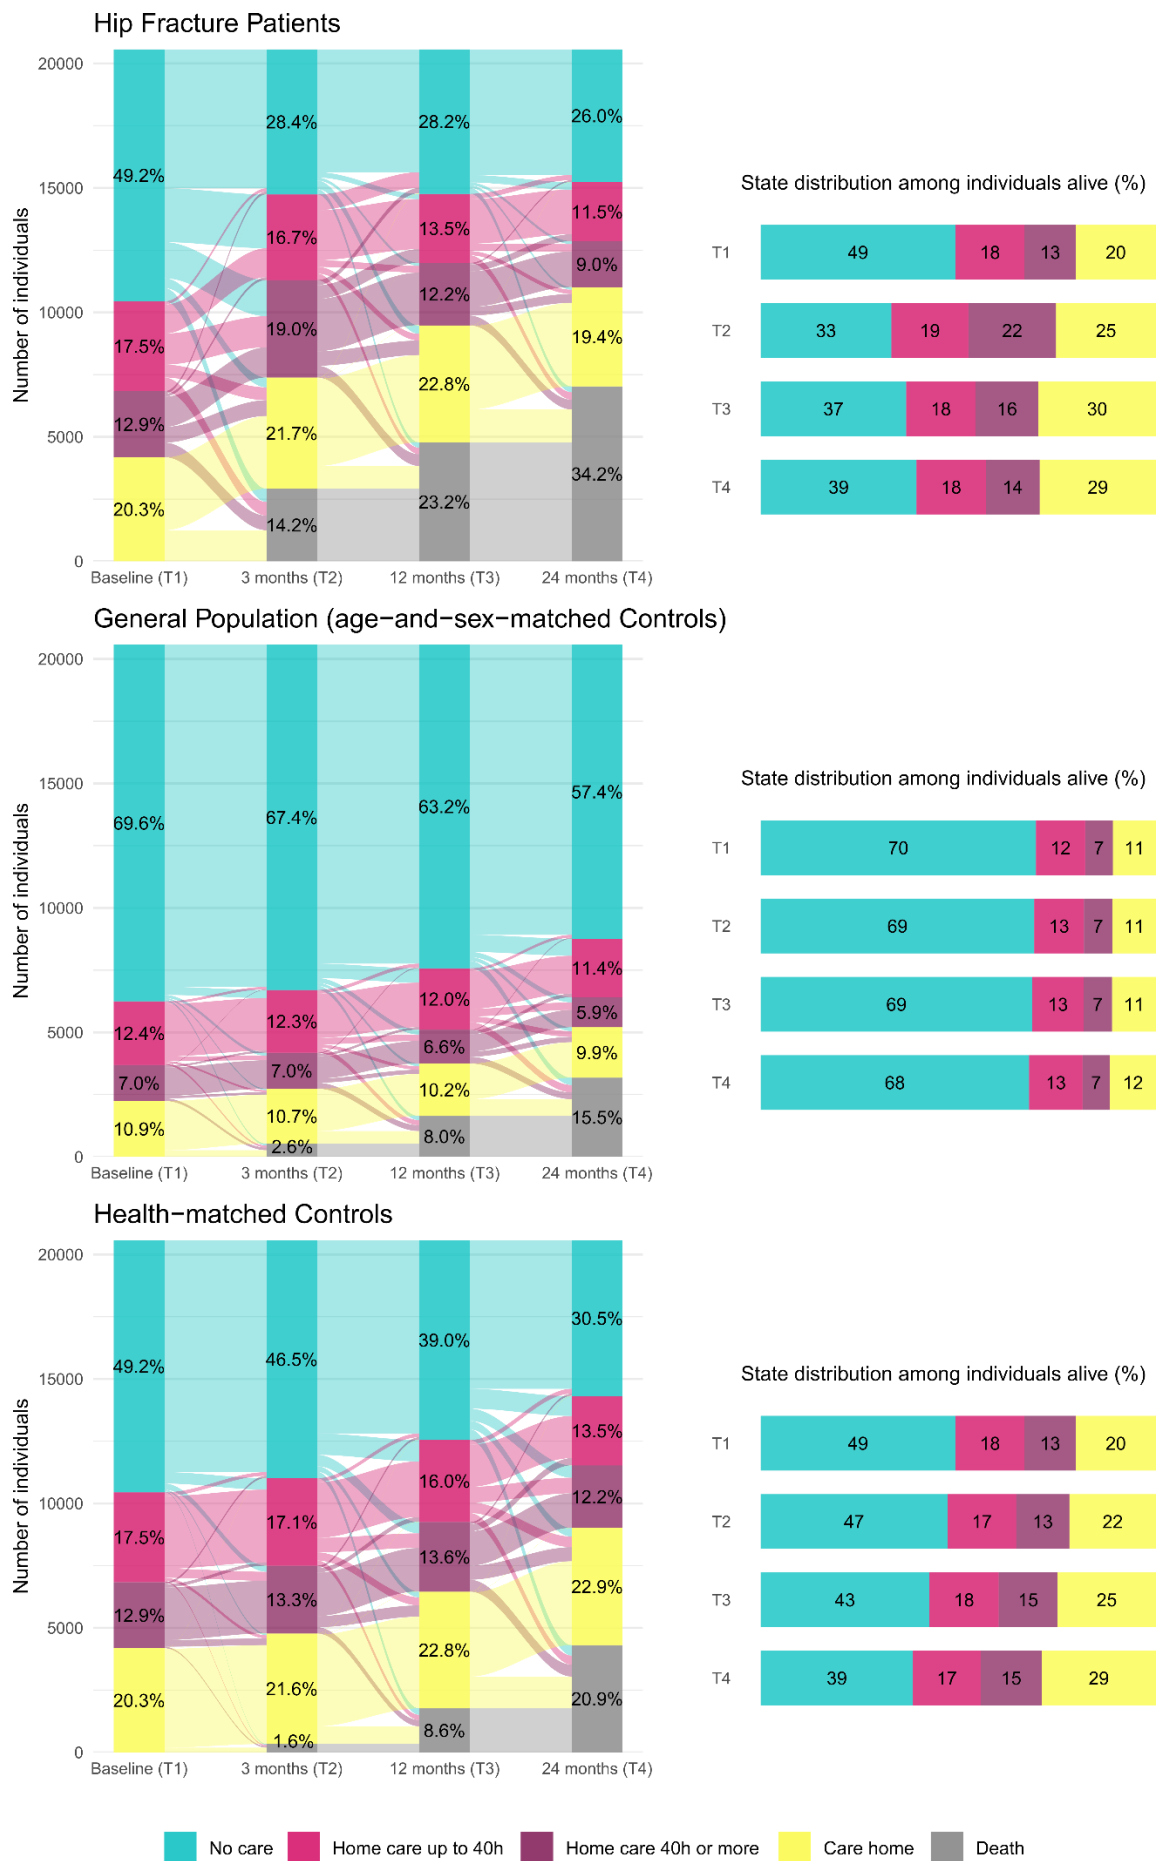 Hip Fracture Patients
Number of individuals
20000
15000
10000
5000
0
49.2%
17.5%
12.9%
20.3%
28.4%
16.7%
19.0%
21.7%
14.2%
28.2%
13.5%
12.2%
22.8%
23.2%
26.0%
11.5%
9.0%
19.4%
34.2%
Baseline (T1) 3 months (T2) 12 months (T3) 24 months (T4)
State distribution among individuals alive (%)
T1 49 18 13 20
T2 33 19 22 25
T3 37 18 16 30
T4 39 18 14 29
General Population (age−and−sex−matched Controls)
Number of individuals
20000
15000
10000
5000
0
69.6%
12.4%
7.0%
10.9%
67.4%
12.3%
7.0%
10.7%
2.6%
63.2%
12.0%
6.6%
10.2%
8.0%
57.4%
11.4%
5.9%
9.9%
15.5%
Baseline (T1) 3 months (T2) 12 months (T3) 24 months (T4)
State distribution among individuals alive (%)
T1 70 12 7 11
T2 69 13 7 11
T3 69 13 7 11
T4 68 13 7 12
Health−matched Controls
Number of individuals
20000
15000
10000
5000
0
49.2%
17.5%
12.9%
20.3%
46.5%
17.1%
13.3%
21.6%
1.6%
39.0%
16.0%
13.6%
22.8%
8.6%
30.5%
13.5%
12.2%
22.9%
20.9%
Baseline (T1) 3 months (T2) 12 months (T3) 24 months (T4)
State distribution among individuals alive (%)
T1 49 18 13 20
T2 47 17 13 22
T3 43 18 15 25
T4 39 17 15 29
No care Home care up to 40h Home care 40h or more Care home Death